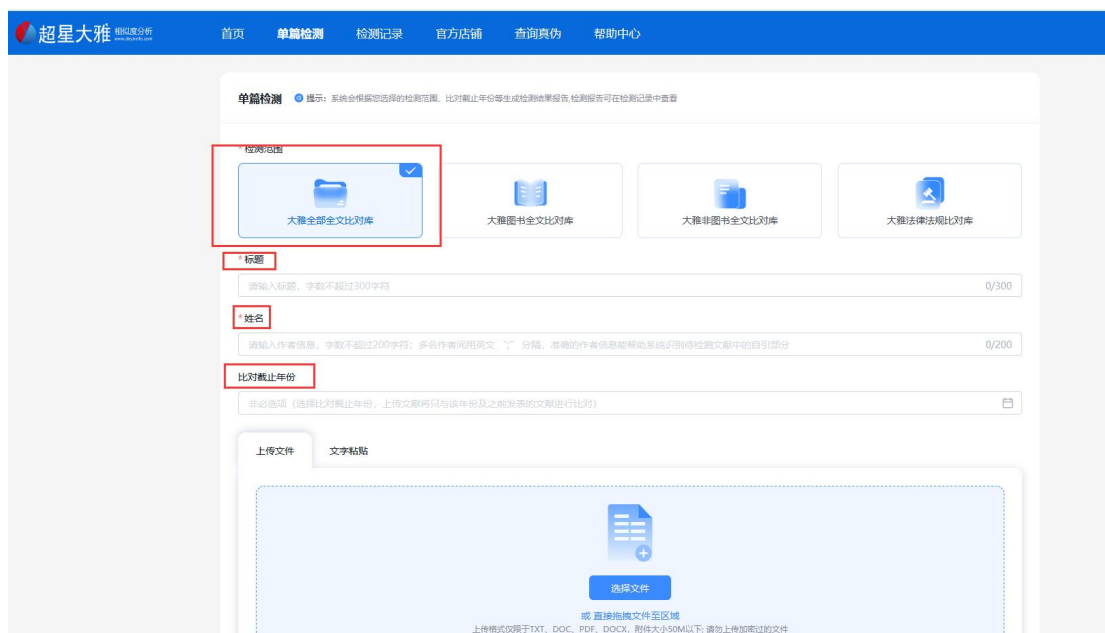 超星大雅 相似度分析
首页 单篇检测 检测记录 官方店铺 查询真伪 帮助中心
单篇检测 提示：系统会根据您选择的检测范围、比对截止年份等生成检测结果报告,检测报告可在检测记录中查看
*检测范围
大雅全部全文比对库 大雅图书全文比对库 大雅非图书全文比对库 大雅法律法规比对库
*标题
请输入标题，字数不超过300字符 0/300
*姓名
请输入作者信息，字数不超过200字符；多名作者间用英文 “;” 分隔，准确的作者信息能帮助系统识别待检测文献中的自引部分 0/200
比对截止年份
非必选项（选择比对截止年份，上传文献将只与该年份及之前发表的文献进行比对）
上传文件 文字粘贴
选择文件
或 直接拖拽文件至区域
上传格式仅限于TXT、DOC、PDF、DOCX，附件大小50M以下; 请勿上传加密过的文件